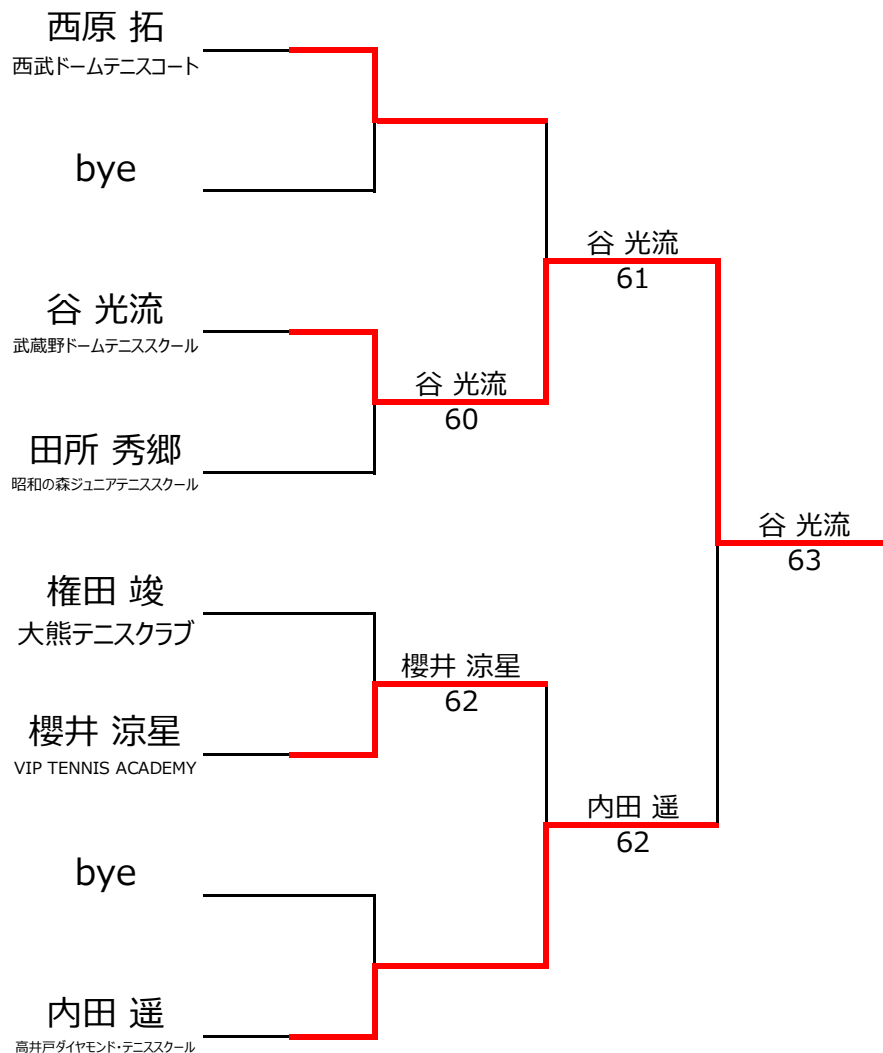 西原 拓
西武ドームテニスコート
bye
谷 光流
武蔵野ドームテニススクール
田所 秀郷
昭和の森ジュニアテニススクール
権田 竣
大熊テニスクラブ
櫻井 涼星
VIP TENNIS ACADEMY
bye
内田 遥
高井戸ダイヤモンド・テニススクール
谷 光流
60
櫻井 涼星
62
谷 光流
61
内田 遥
62
谷 光流
63